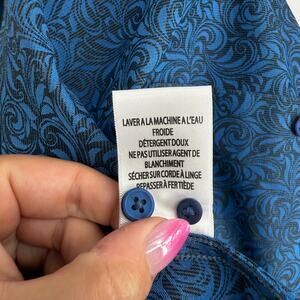 LAVER A LA MACHINE A L'EAU
FROIDE
DÉTERGENT DOUX
NE PAS UTILISER AGENT DE
BLANCHIMENT
SÉCHER SUR CORDE À LINGE
REPASSER À FER TIÈDE